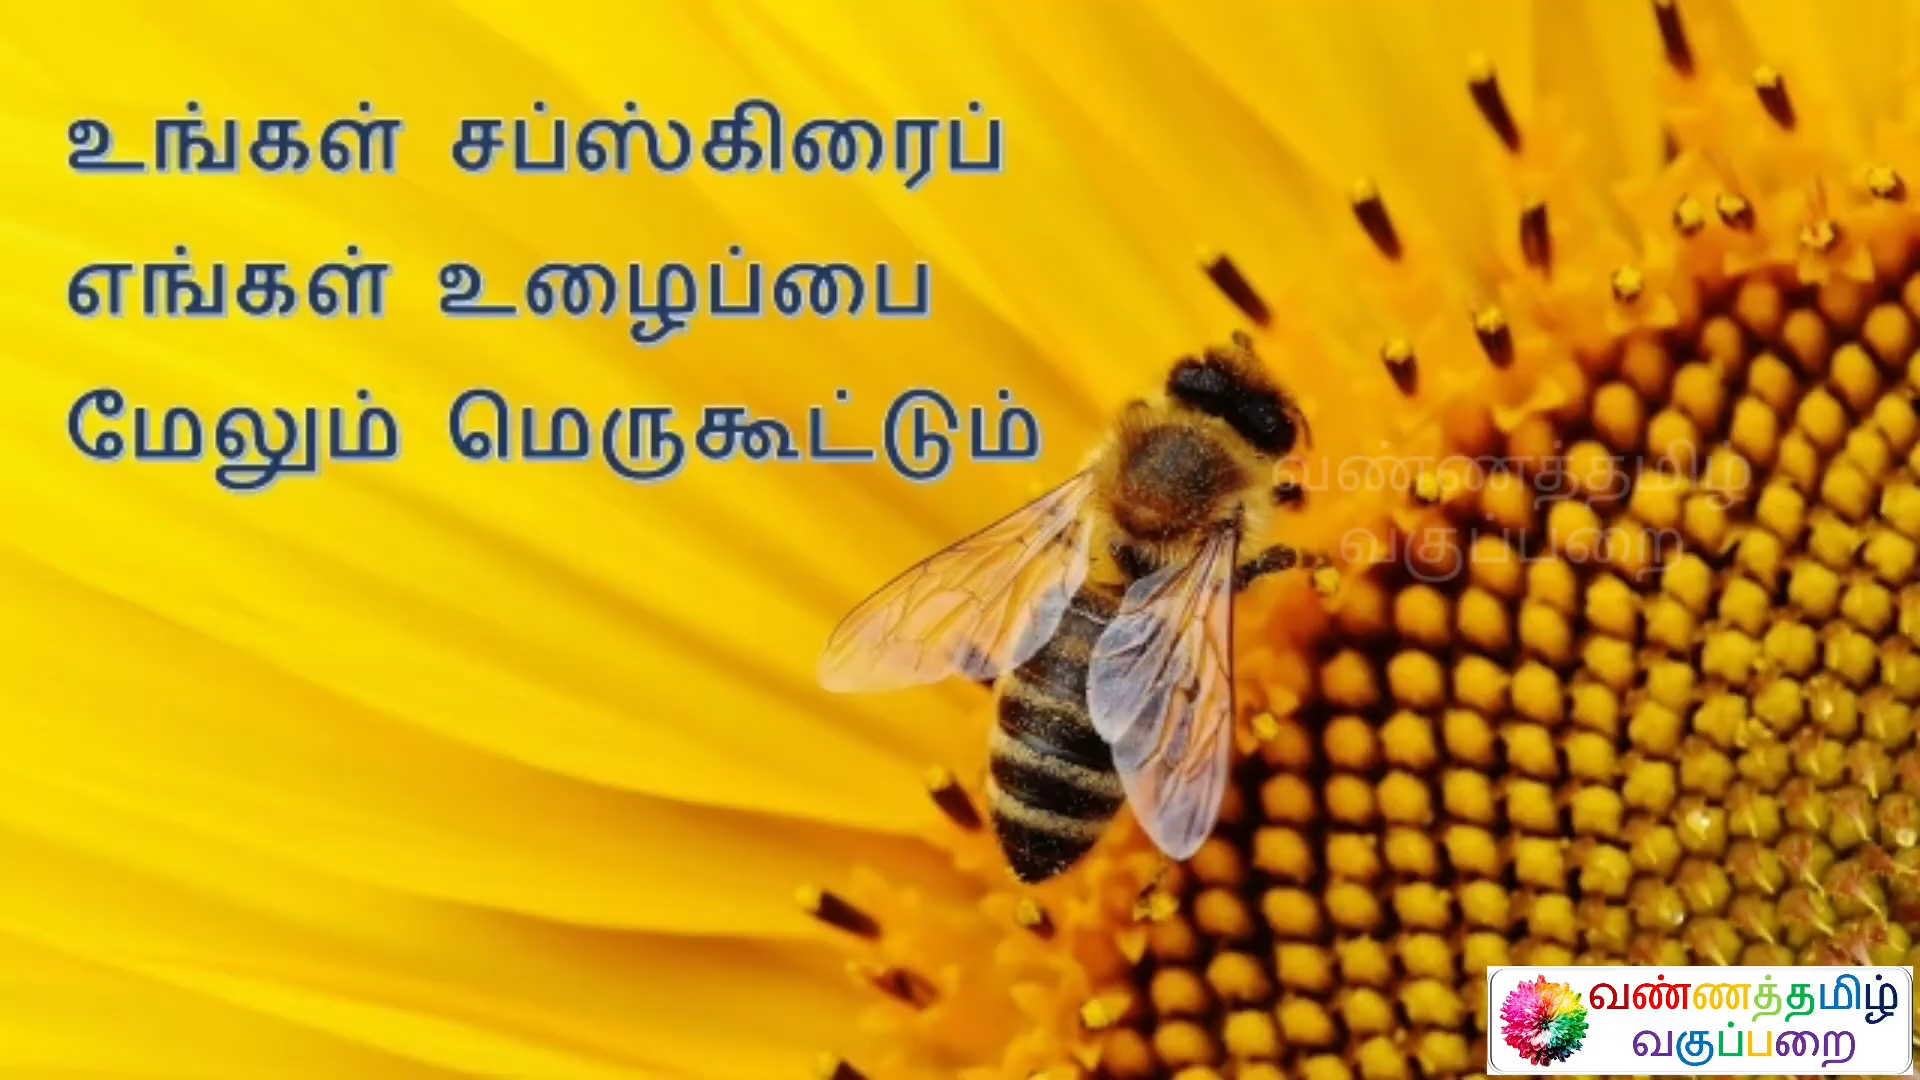 உங்கள் சப்ஸ்கிரைப்
எங்கள் உழைப்பை
மேலும் மெருகூட்டும்
வண்ணத்தமிழ்
வகுப்பறை
வண்ணத்தமிழ்
வகுப்பறை